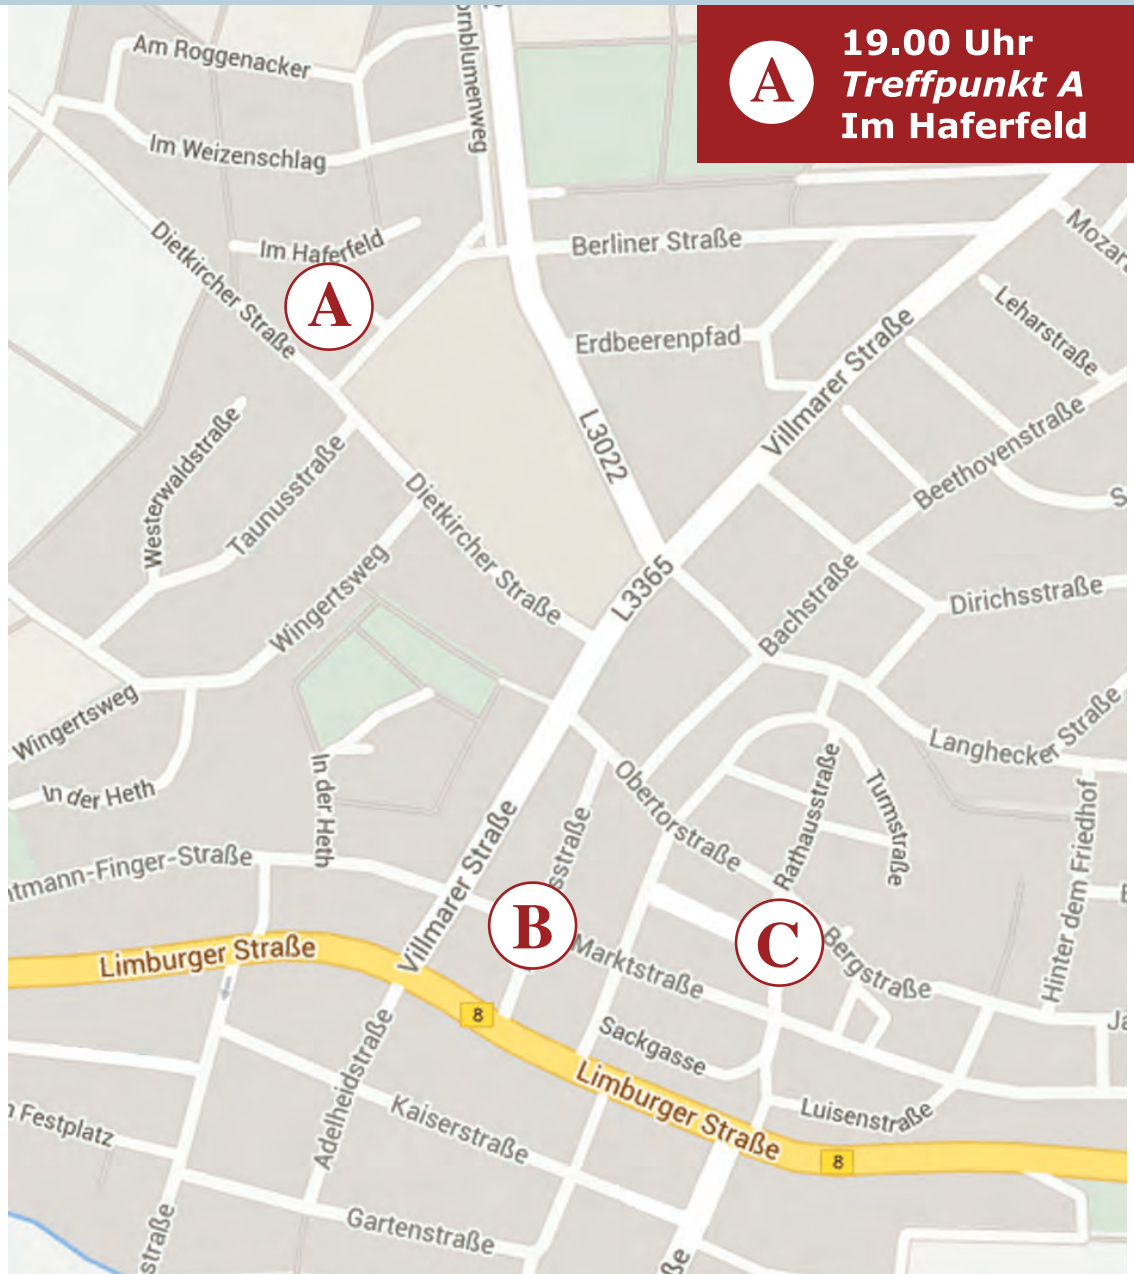 A
19.00 Uhr
Treffpunkt A
Im Haferfeld
Am Roggenacker
Im Weizenschlag
Im Haferfeld
Berliner Straße
Dietkircher Straße
A
Leharstraße
Erdbeerenpfad
Villmarer Straße
L3022
Beethovenstraße
Westerwaldstraße
Taunusstraße
Dietkircher Straße
Wingertsweg
L3365
Bachstraße
Dirichsstraße
Wingertsweg
Langhecker Straße
In der Heth
In der Heth
Obertorstraße
Rathausstraße
Turmstraße
Hinter dem Friedhof
Villmarer Straße
B
C
Marktstraße
Bergstraße
Limburger Straße
8
Sackgasse
Adelheidstraße
Limburger Straße
Luisenstraße
Kaiserstraße
Festplatz
8
Gartenstraße